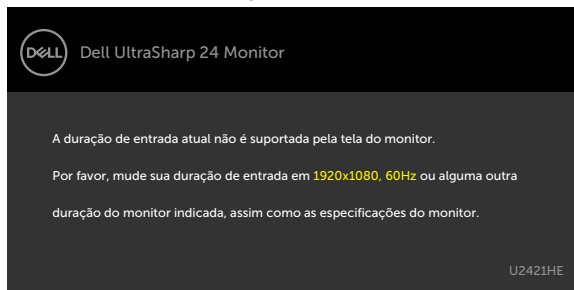 DELL
Dell UltraSharp 24 Monitor
A duração de entrada atual não é suportada pela tela do monitor.
Por favor, mude sua duração de entrada em 1920x1080, 60Hz ou alguma outra
duração do monitor indicada, assim como as especificações do monitor.
U2421HE